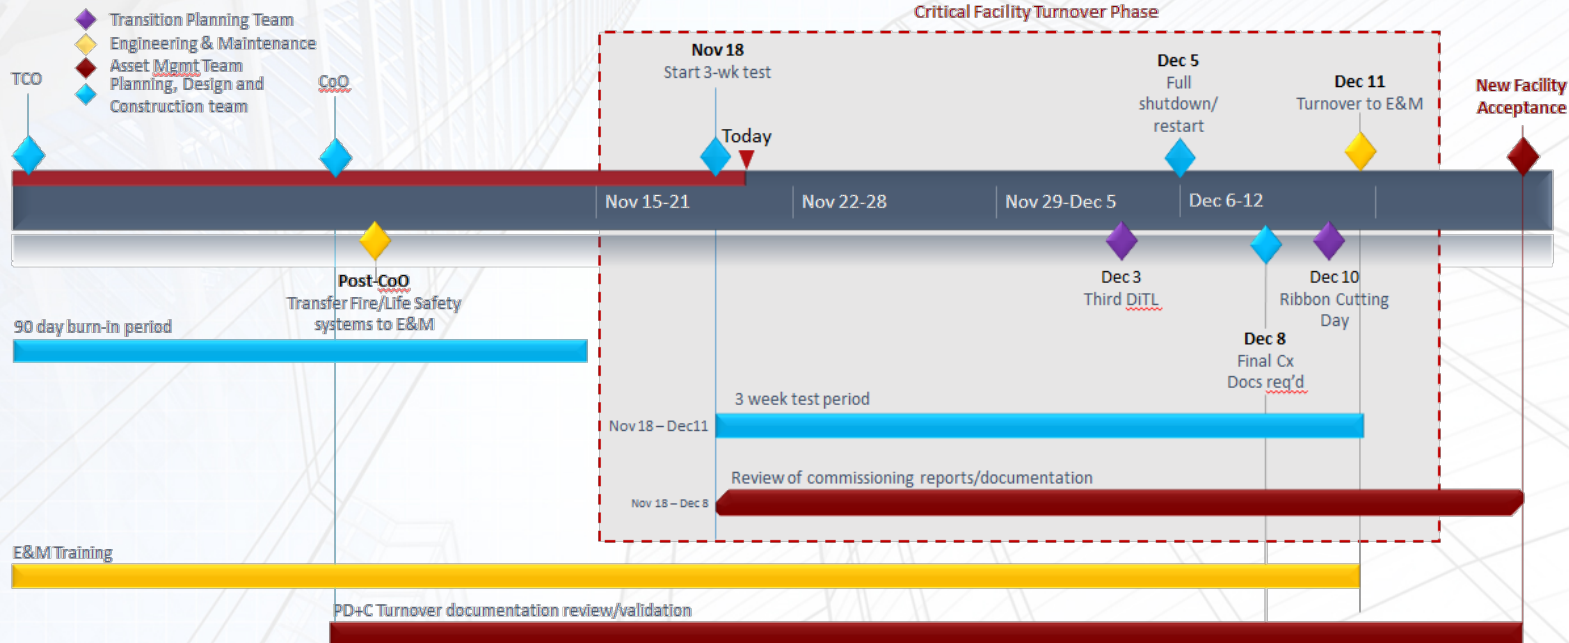 Critical Facility Turnover Phase
Transition Planning Team
Engineering & Maintenance
Asset Mgmt Team
Planning, Design and
Construction team
TCO
CoO
Nov 18
Start 3-wk test
Today
Dec 5
Full
shutdown/
restart
Dec 11
Turnover to E&M
New Facility
Acceptance
Nov 15-21
Nov 22-28
Nov 29-Dec 5
Dec 6-12
Post-CoO
Transfer Fire/Life Safety
systems to E&M
Dec 3
Third DiTL
Dec 10
Ribbon Cutting
Day
Dec 8
Final Cx
Docs req'd
90 day burn-in period
3 week test period
Nov 18 – Dec11
Review of commissioning reports/documentation
Nov 18 – Dec 8
E&M Training
PD+C Turnover documentation review/validation